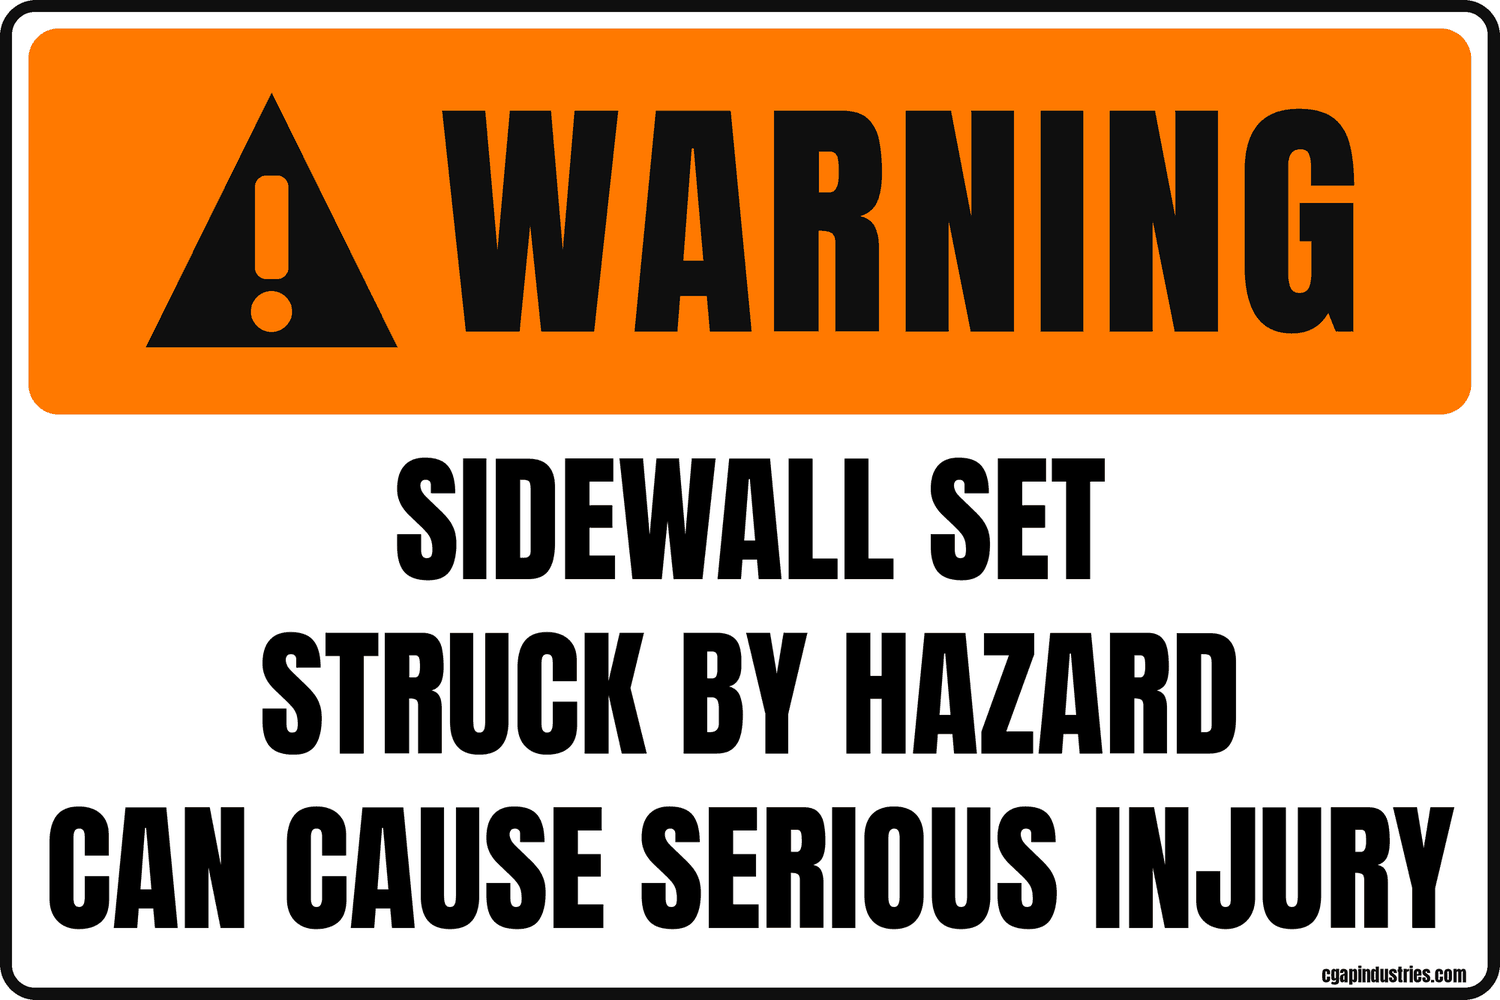 WARNING
SIDEWALL SET
STRUCK BY HAZARD
CAN CAUSE SERIOUS INJURY
cgapindustries.com